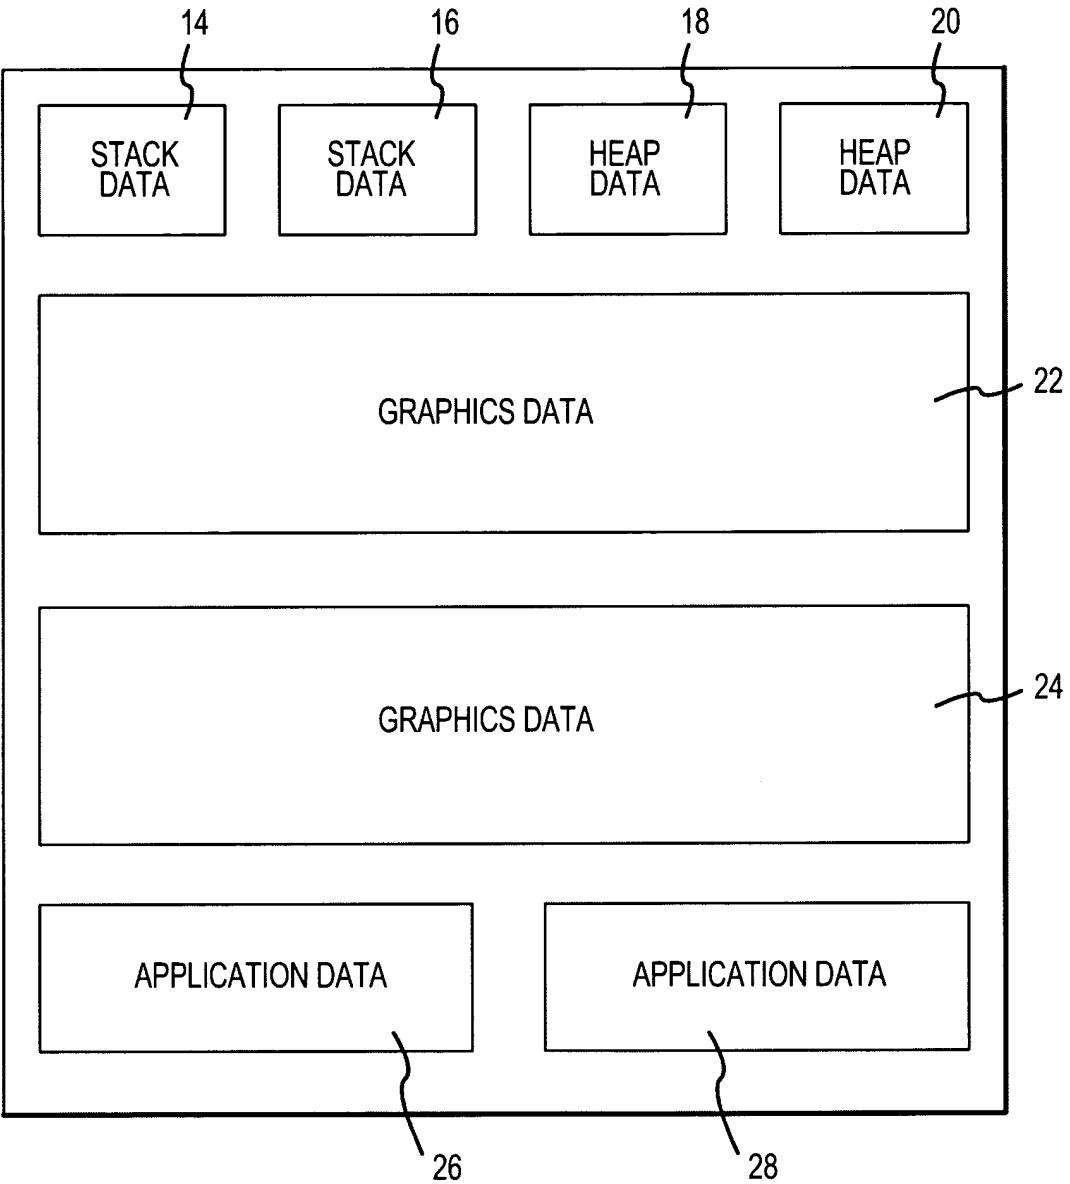 14
16
18
20
STACK
DATA
STACK
DATA
HEAP
DATA
HEAP
DATA
GRAPHICS DATA
22
GRAPHICS DATA
24
APPLICATION DATA
APPLICATION DATA
26
28